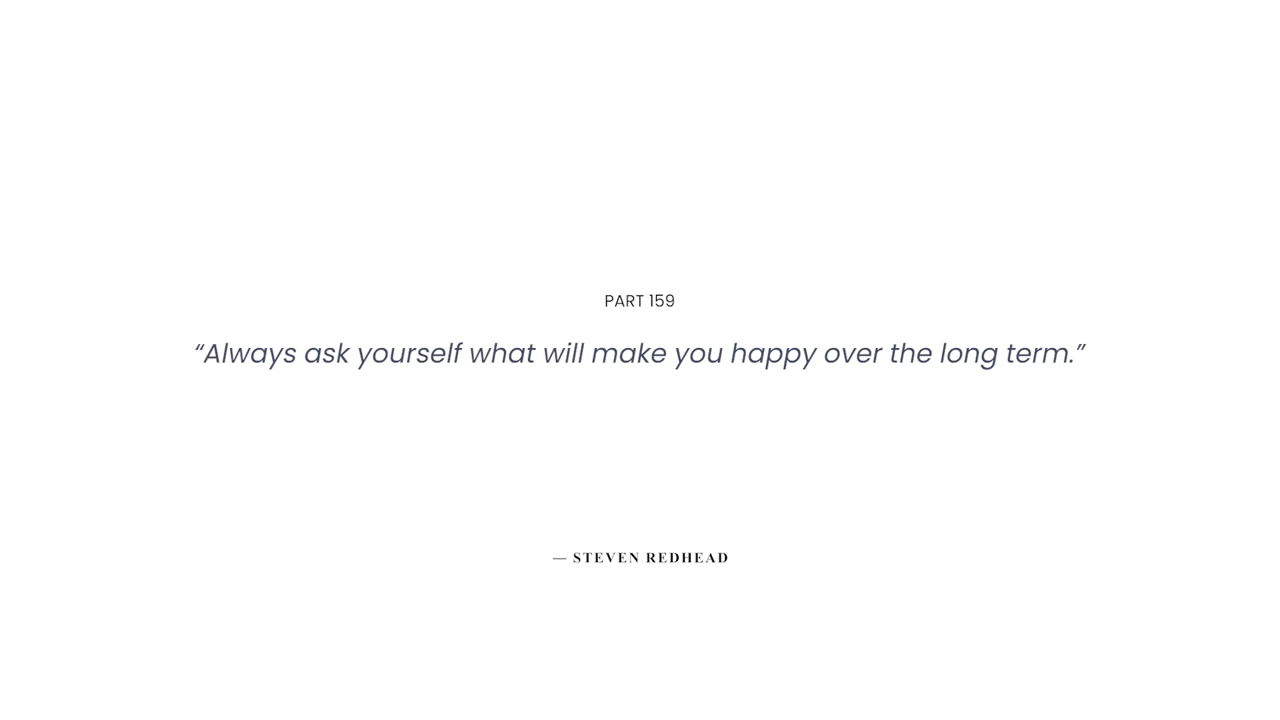 PART 159
“Always ask yourself what will make you happy over the long term.”
— STEVEN REDHEAD